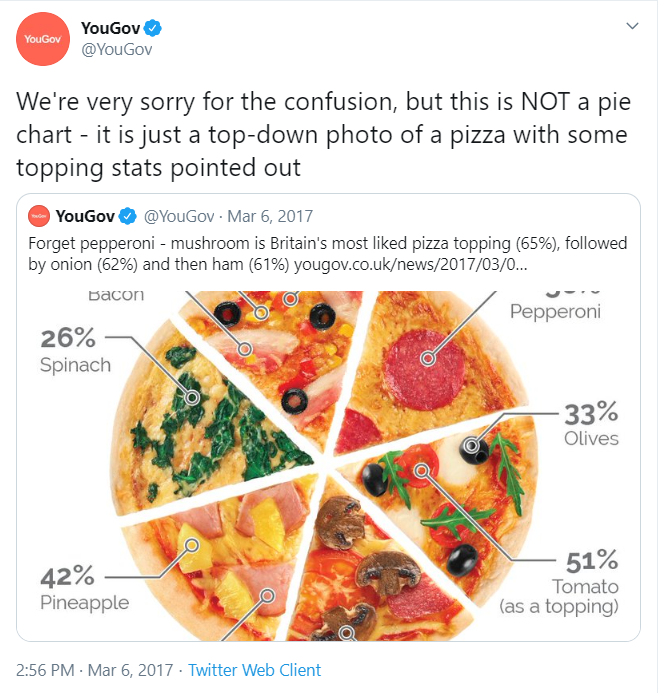 YouGov
YouGov
@YouGov
We're very sorry for the confusion, but this is NOT a pie
chart - it is just a top-down photo of a pizza with some
topping stats pointed out
YouGov
YouGov @YouGov · Mar 6, 2017
Forget pepperoni - mushroom is Britain's most liked pizza topping (65%), followed
by onion (62%) and then ham (61%) yougov.co.uk/news/2017/03/0...
Bacon
Pepperoni
26%
Spinach
33%
Olives
51%
Tomato
(as a topping)
42%
Pineapple
2:56 PM · Mar 6, 2017 · Twitter Web Client